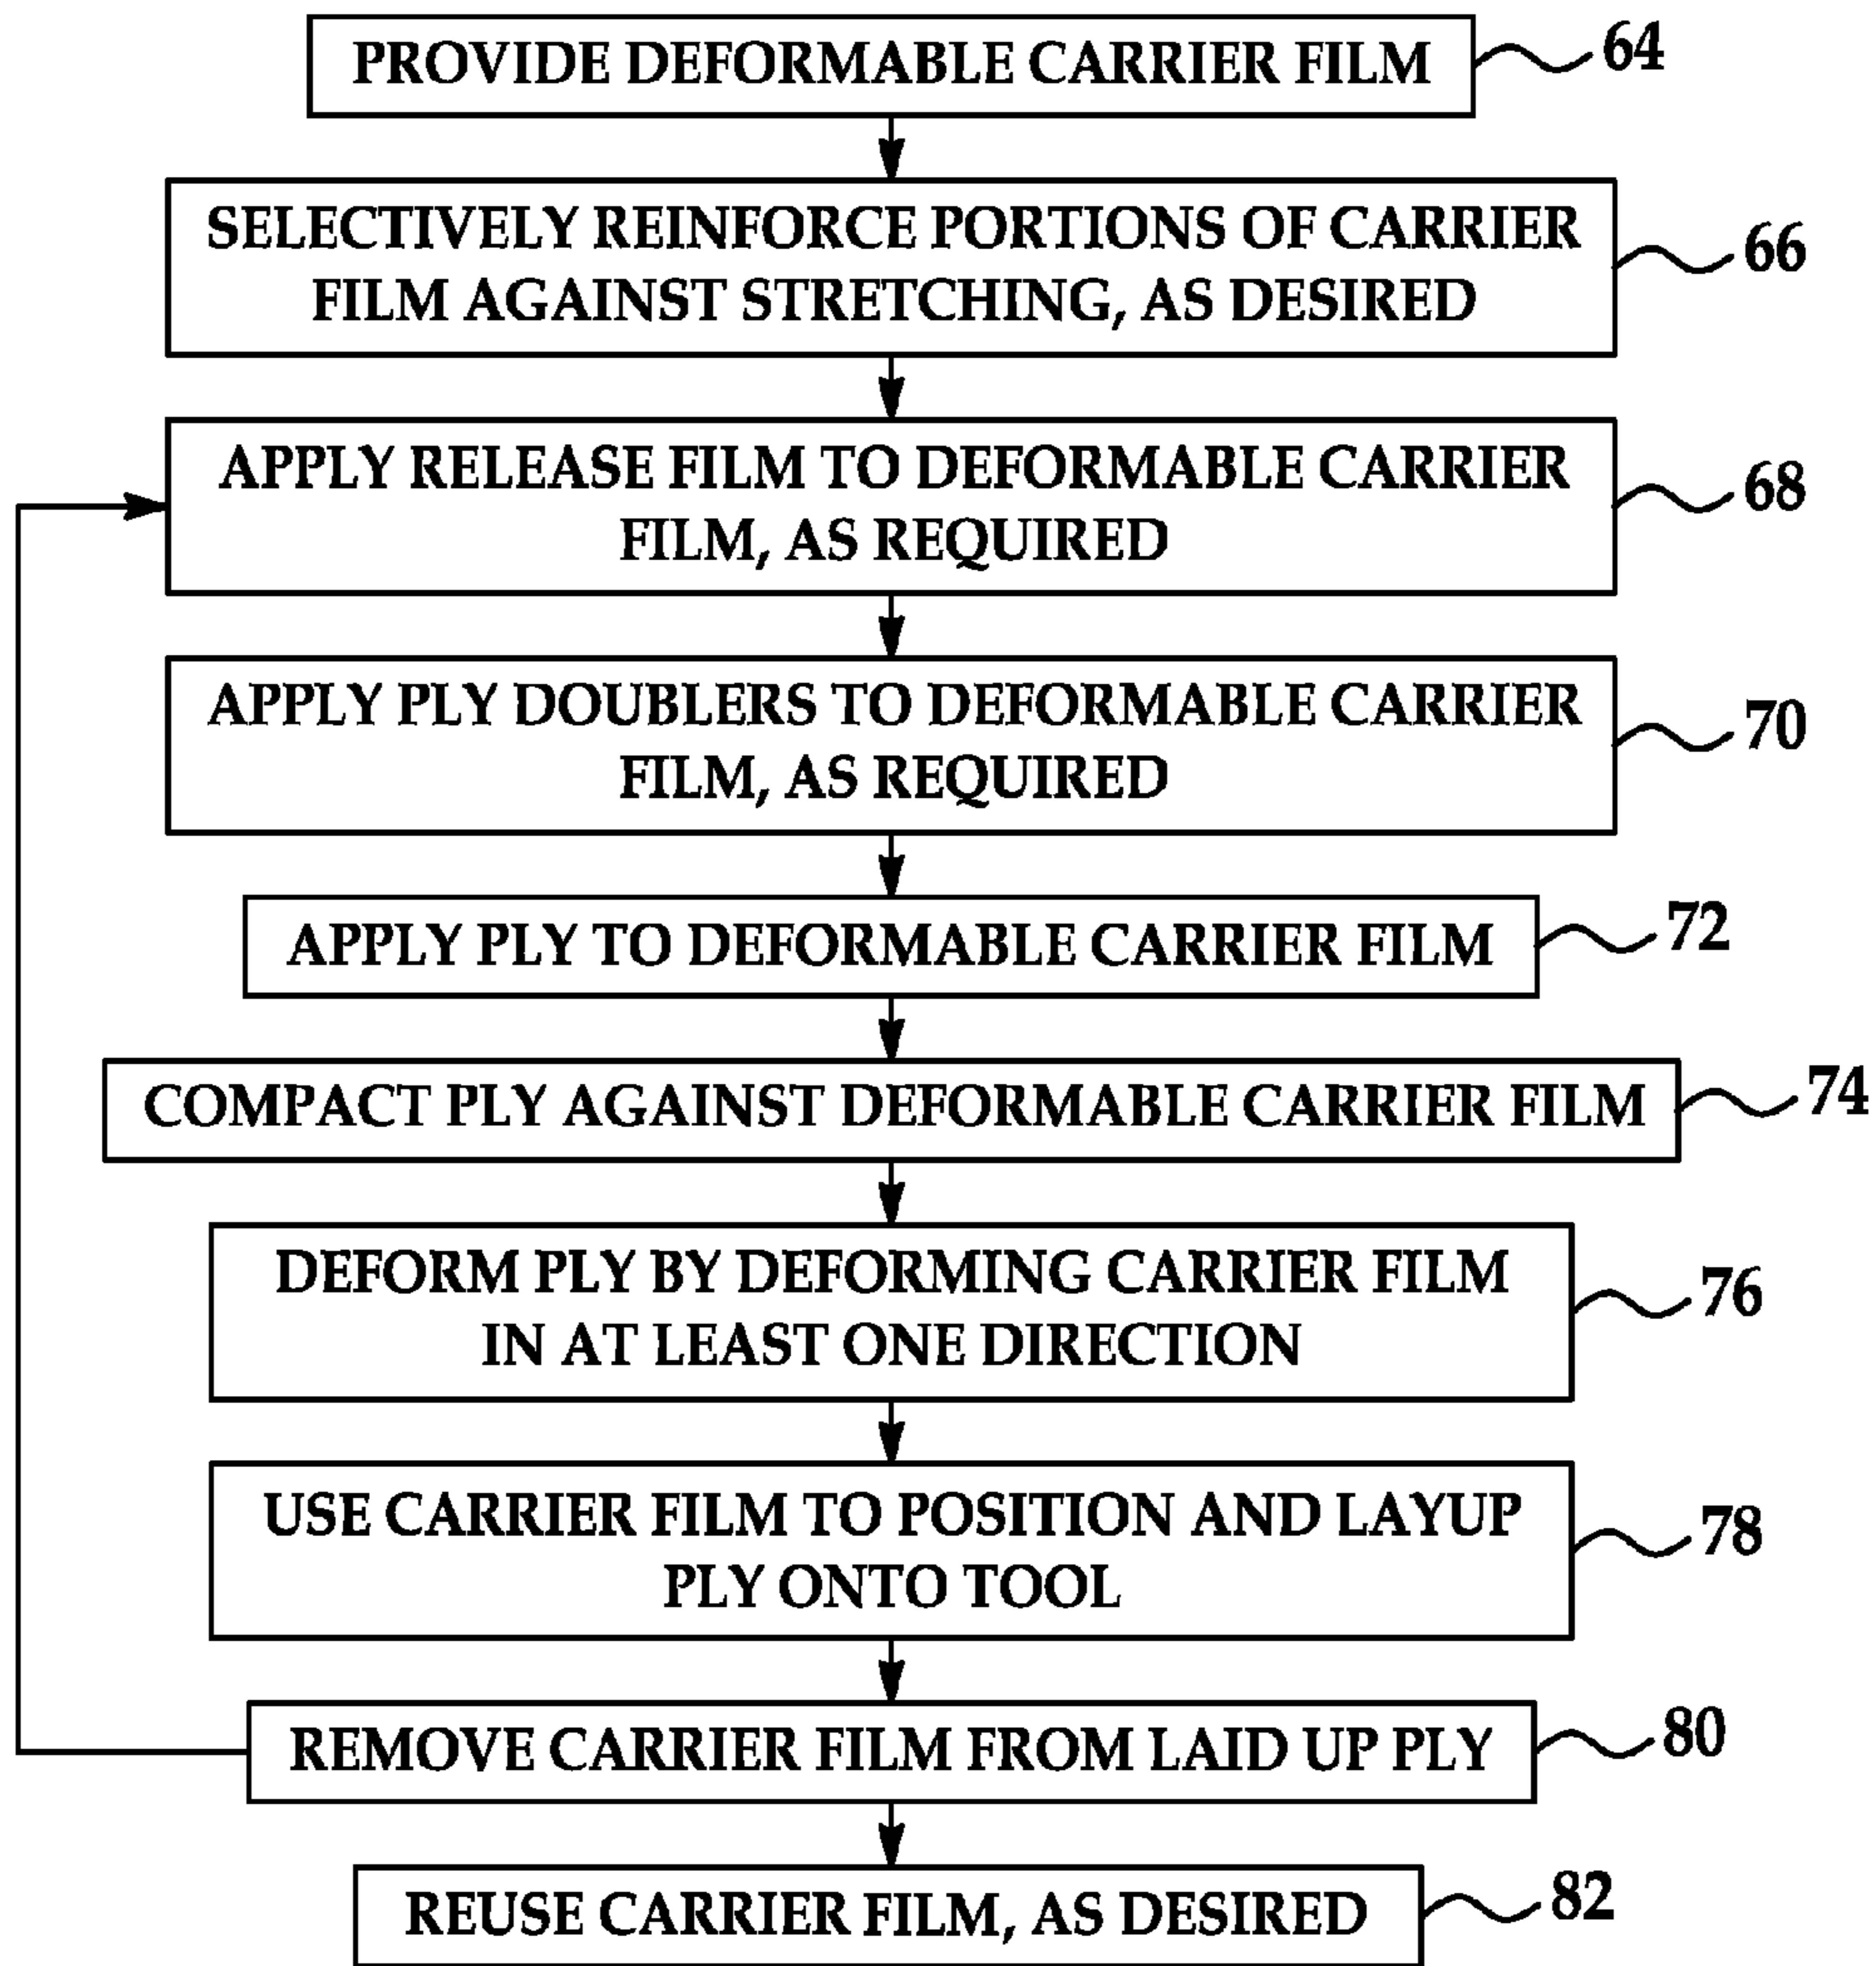 PROVIDE DEFORMABLE CARRIER FILM
64
SELECTIVELY REINFORCE PORTIONS OF CARRIER
FILM AGAINST STRETCHING, AS DESIRED
66
APPLY RELEASE FILM TO DEFORMABLE CARRIER
FILM, AS REQUIRED
68
APPLY PLY DOUBLERS TO DEFORMABLE CARRIER
FILM, AS REQUIRED
70
APPLY PLY TO DEFORMABLE CARRIER FILM
72
COMPACT PLY AGAINST DEFORMABLE CARRIER FILM
74
DEFORM PLY BY DEFORMING CARRIER FILM
IN AT LEAST ONE DIRECTION
76
USE CARRIER FILM TO POSITION AND LAYUP
PLY ONTO TOOL
78
REMOVE CARRIER FILM FROM LAID UP PLY
80
REUSE CARRIER FILM, AS DESIRED
82